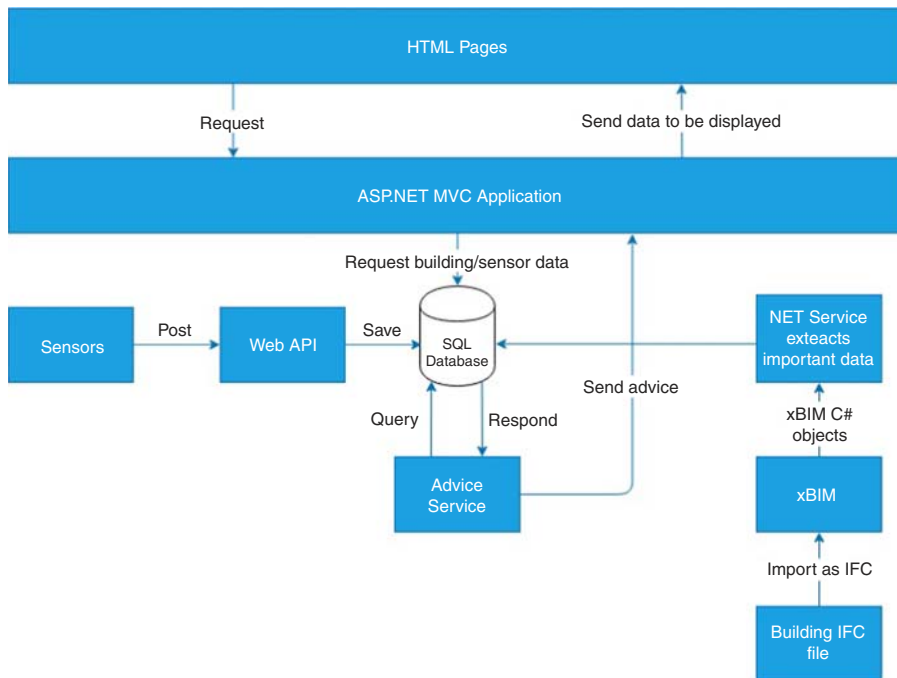 HTML Pages
Request
Send data to be displayed
ASP.NET MVC Application
Request building/sensor data
Sensors
Post
Web API
Save
SQL
Database
NET Service
exteacts
important data
Query
Respond
Send advice
xBIM C#
objects
Advice
Service
xBIM
Import as IFC
Building IFC
file